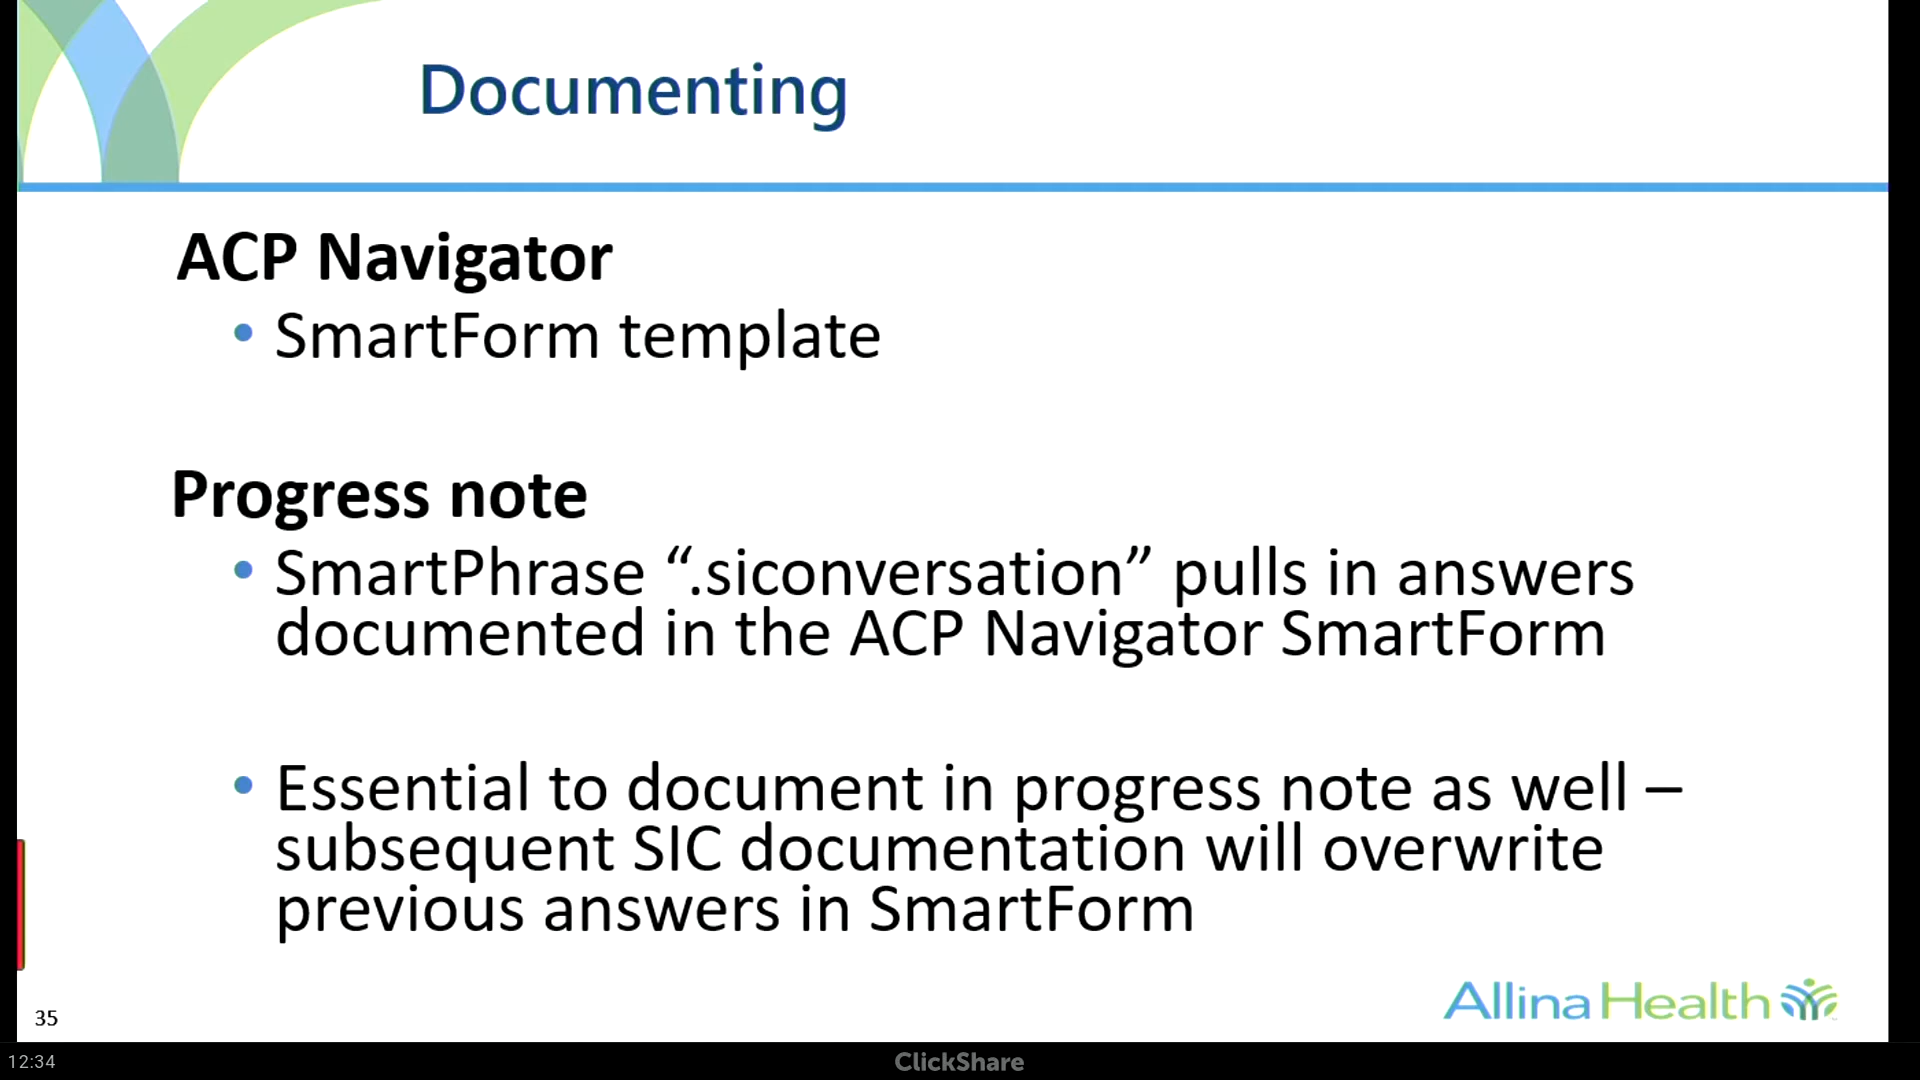 Documenting
ACP Navigator
• SmartForm template
Progress note
• SmartPhrase “.siconversation” pulls in answers
documented in the ACP Navigator SmartForm
• Essential to document in progress note as well –
subsequent SIC documentation will overwrite
previous answers in SmartForm
Allina Health
35
12:34
ClickShare